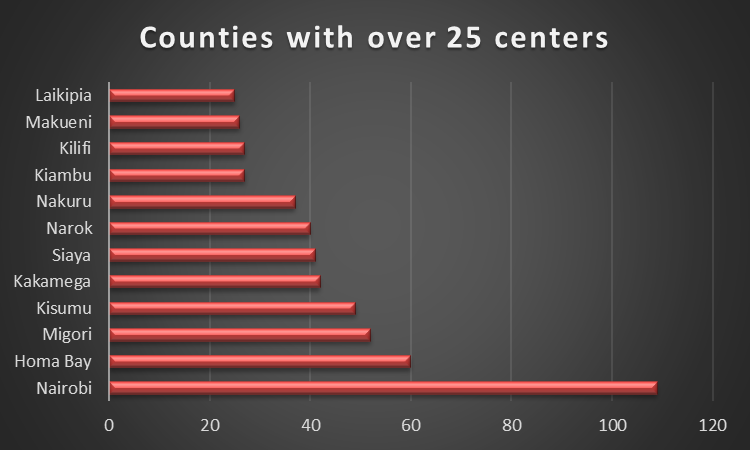 Counties with over 25 centers
Laikipia
Makueni
Kilifi
Kiambu
Nakuru
Narok
Siaya
Kakamega
Kisumu
Migori
Homa Bay
Nairobi
0 20 40 60 80 100 120